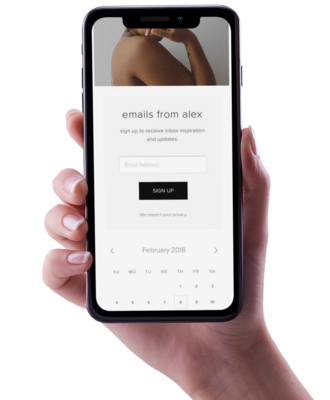 emails from alex
sign up to receive inbox inspiration
and updates.
Email Address
SIGN UP
We respect your privacy.
February 2018
SU MO TU WE TH FR SA
1 2 3
4 5 6 7 8 9 10